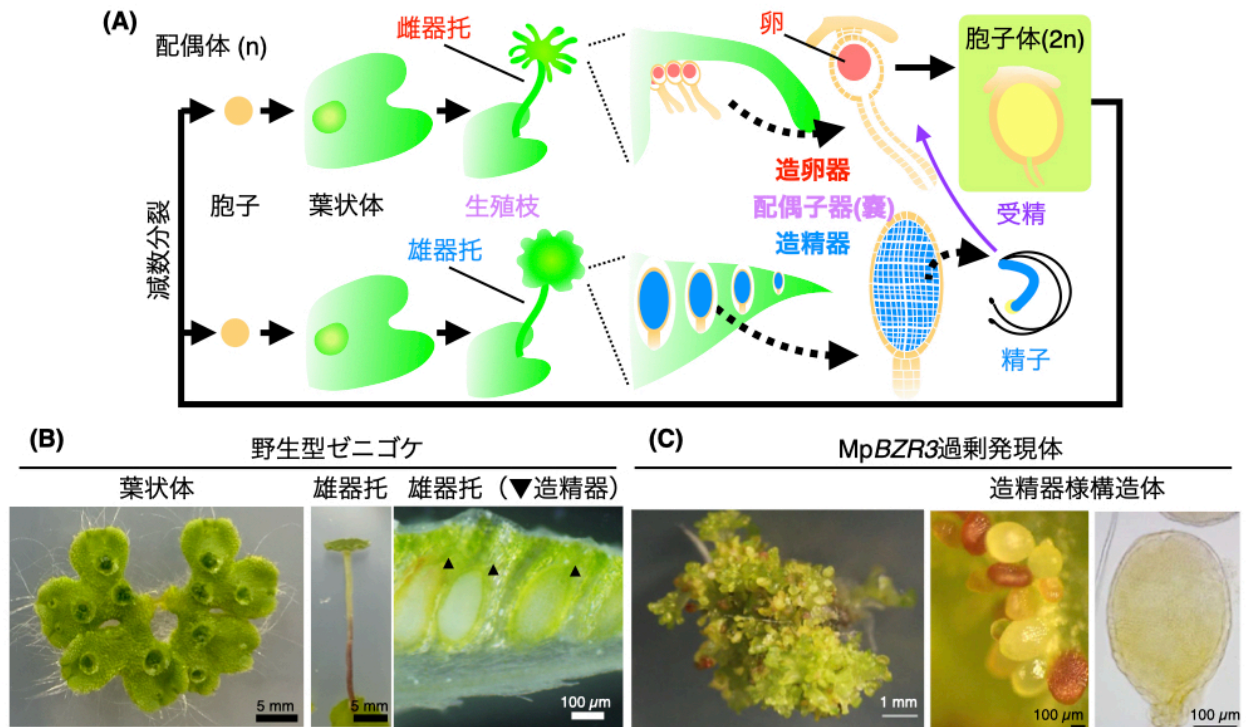 (A)
配偶体 (n)
雌器托
卵
胞子体(2n)
減数分裂
胞子
葉状体
生殖枝
造卵器
配偶子器(嚢)
造精器
受精
雄器托
精子
(B)
野生型ゼニゴケ
葉状体
雄器托
雄器托（▼造精器）
5 mm
5 mm
100 µm
(C)
MpBZR3過剰発現体
造精器様構造体
1 mm
100 µm
100 µm